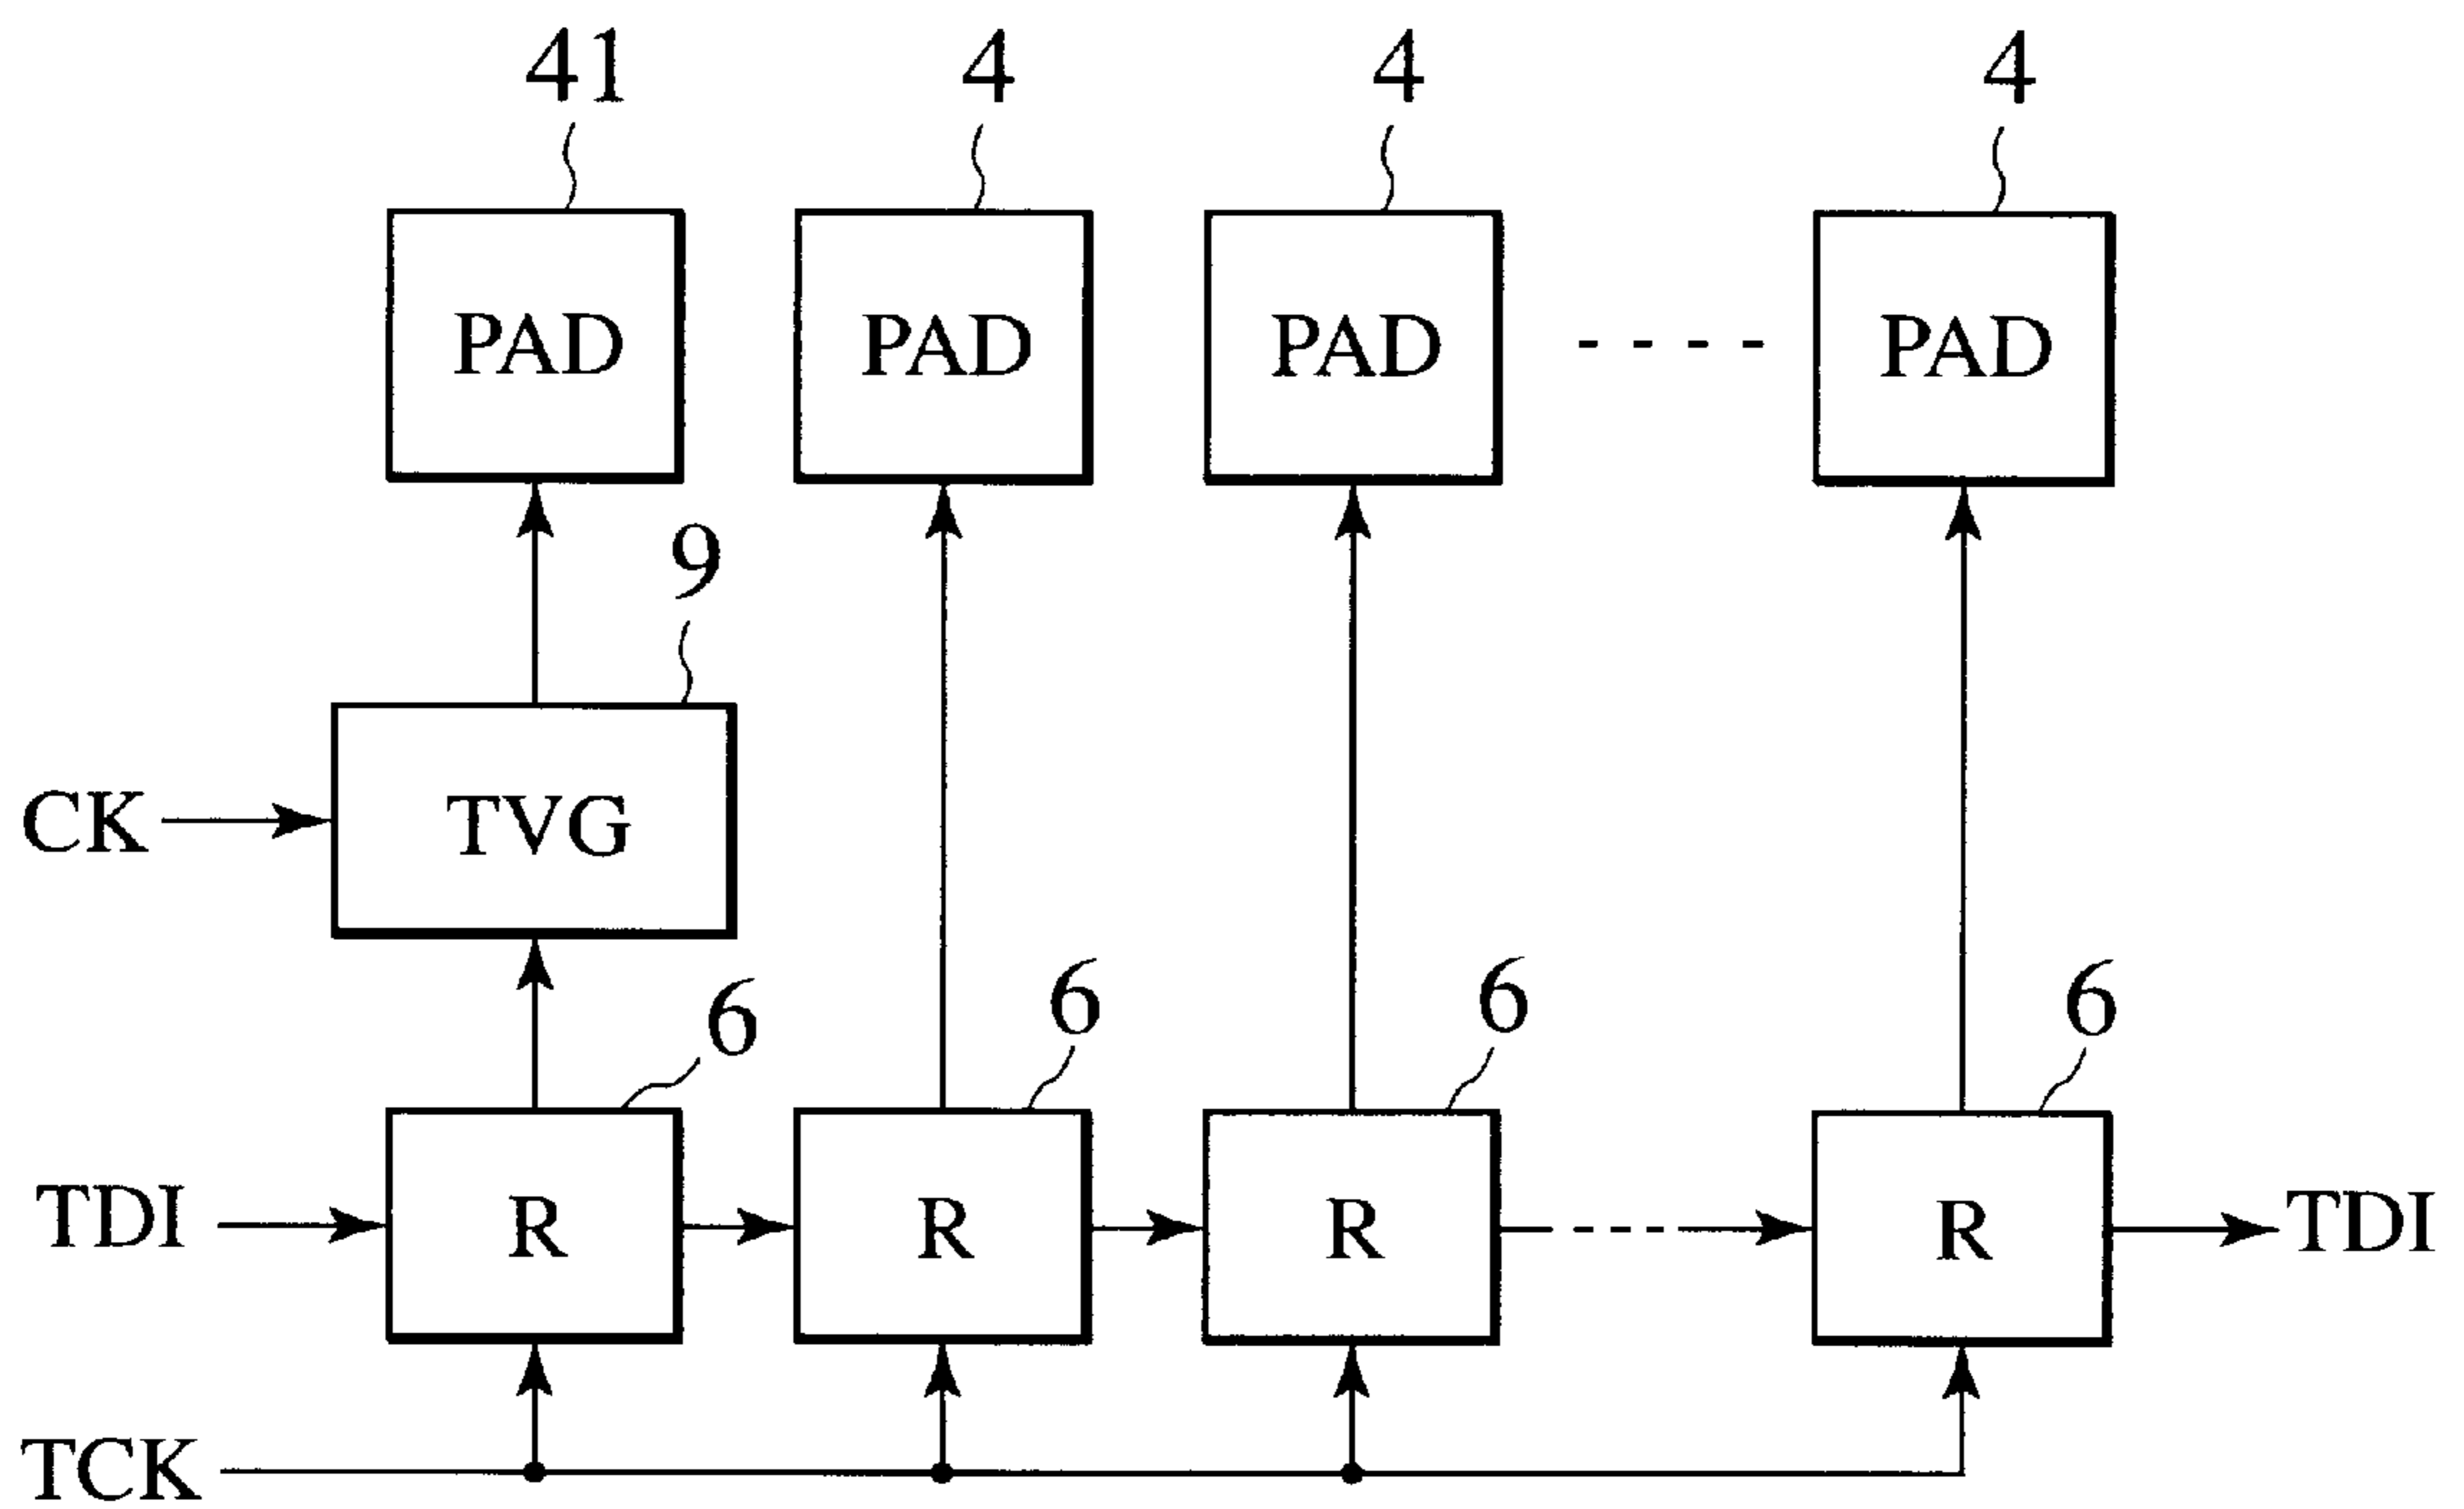 41 4 4 4
PAD PAD PAD PAD
9
CK TVG
6 6 6 6
TDI R R R R TDI
TCK